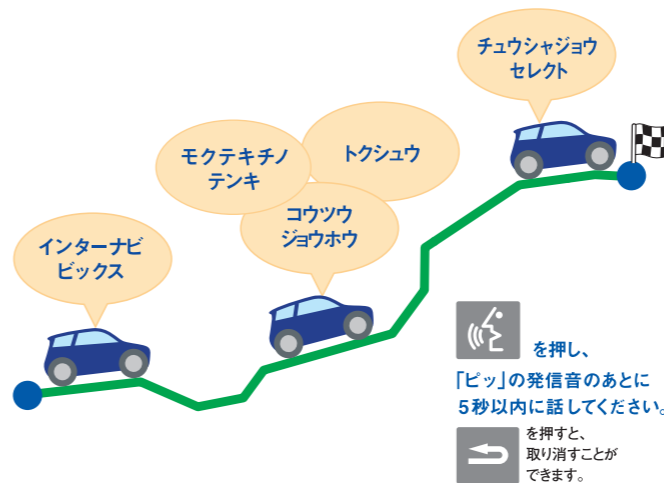 チュウシャジョウ
セレクト
モクテキチノ
テンキ
トクシュウ
コウツウ
ジョウホウ
インターナビ
ビックス
を押し、
「ピッ」の発信音のあとに
5秒以内に話してください。
を押すと、
取り消すことが
できます。